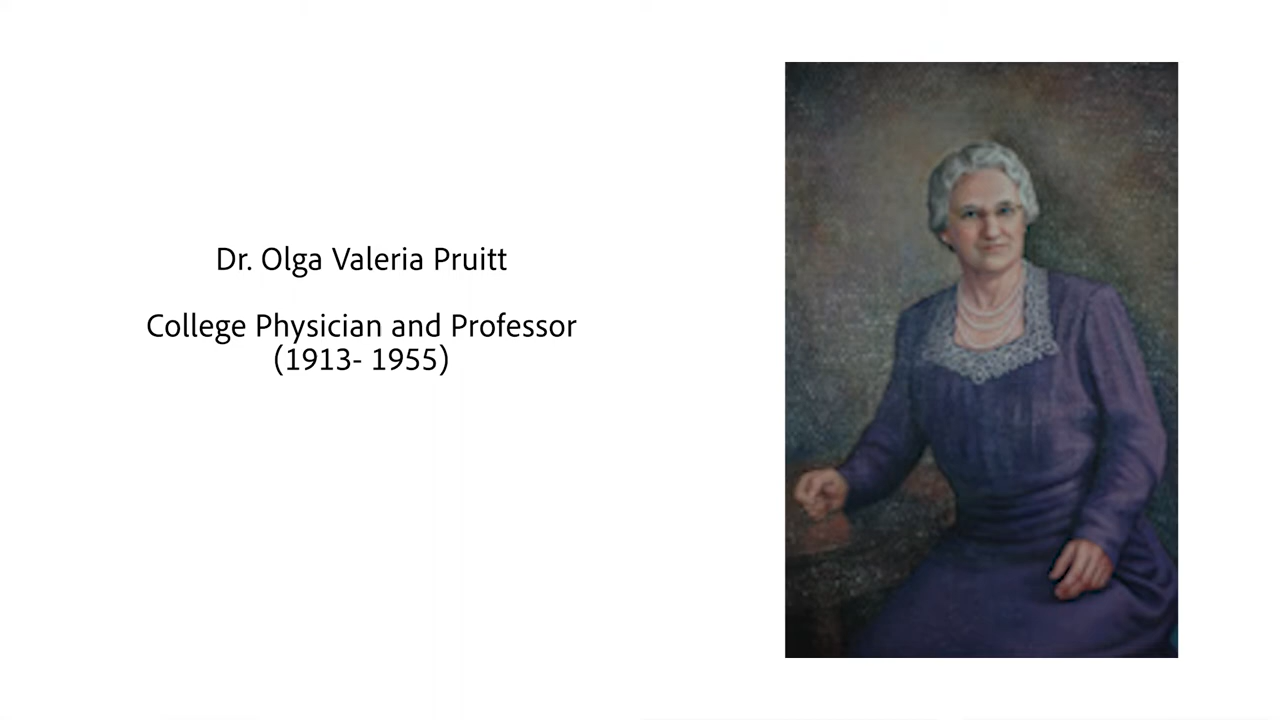 Dr. Olga Valeria Pruitt
College Physician and Professor
(1913- 1955)